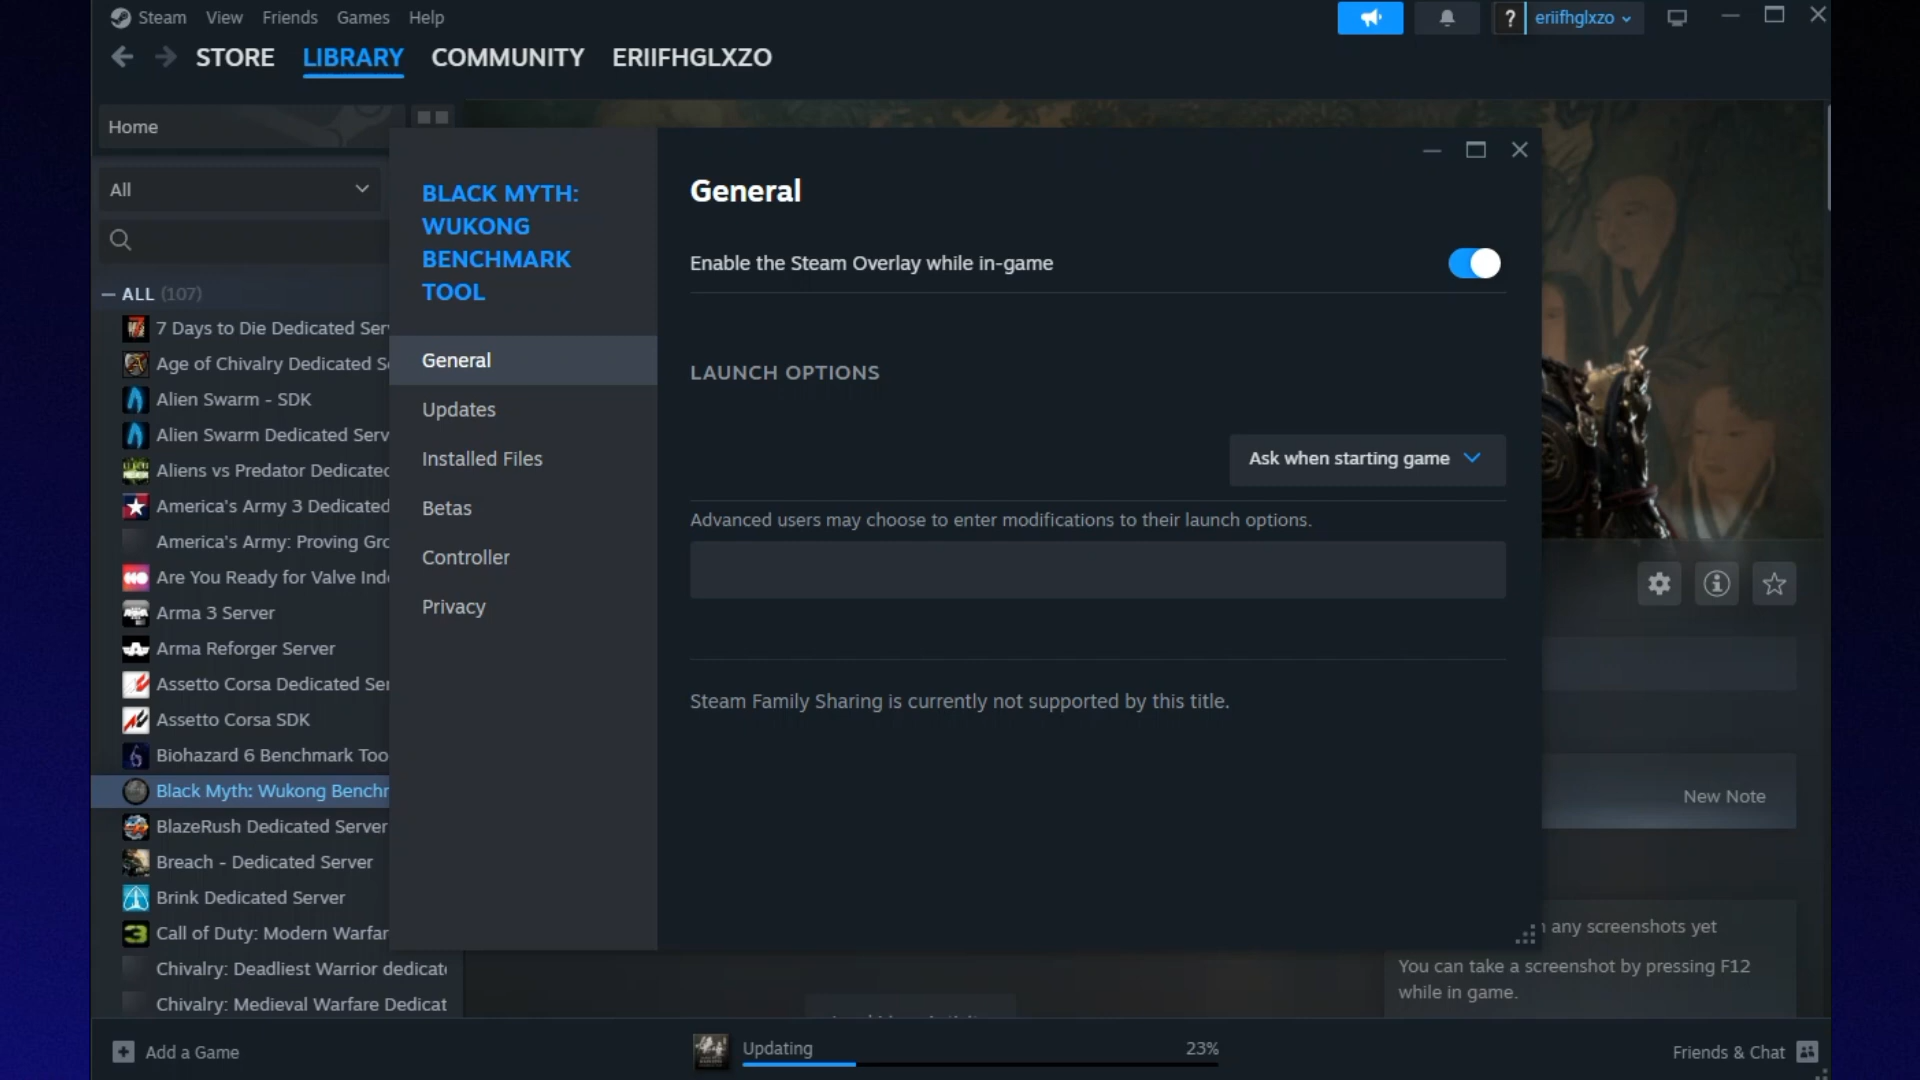 Steam View Friends Games Help
? eriifhglxzo
STORE LIBRARY COMMUNITY ERIIFHGLXZO
Home
All
ALL (107)
7 Days to Die Dedicated Ser
Age of Chivalry Dedicated S
Alien Swarm - SDK
Alien Swarm Dedicated Serv
Aliens vs Predator Dedicated
America's Army 3 Dedicated
America's Army: Proving Gro
Are You Ready for Valve Ind
Arma 3 Server
Arma Reforger Server
Assetto Corsa Dedicated Ser
Assetto Corsa SDK
Biohazard 6 Benchmark Too
Black Myth: Wukong Benchm
BlazeRush Dedicated Server
Breach - Dedicated Server
Brink Dedicated Server
Call of Duty: Modern Warfar
Chivalry: Deadliest Warrior dedicat
Chivalry: Medieval Warfare Dedicat
BLACK MYTH:
WUKONG
BENCHMARK
TOOL
General
Updates
Installed Files
Betas
Controller
Privacy
General
Enable the Steam Overlay while in-game
LAUNCH OPTIONS
Ask when starting game
Advanced users may choose to enter modifications to their launch options.
Steam Family Sharing is currently not supported by this title.
New Note
any screenshots yet
You can take a screenshot by pressing F12
while in game.
Add a Game
Updating 23%
Friends & Chat